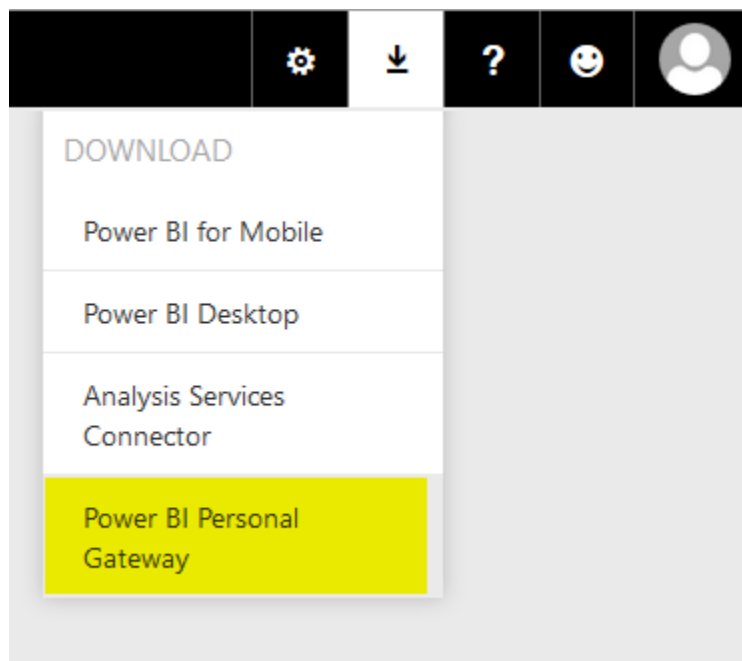 ?
DOWNLOAD
Power BI for Mobile
Power BI Desktop
Analysis Services
Connector
Power BI Personal
Gateway